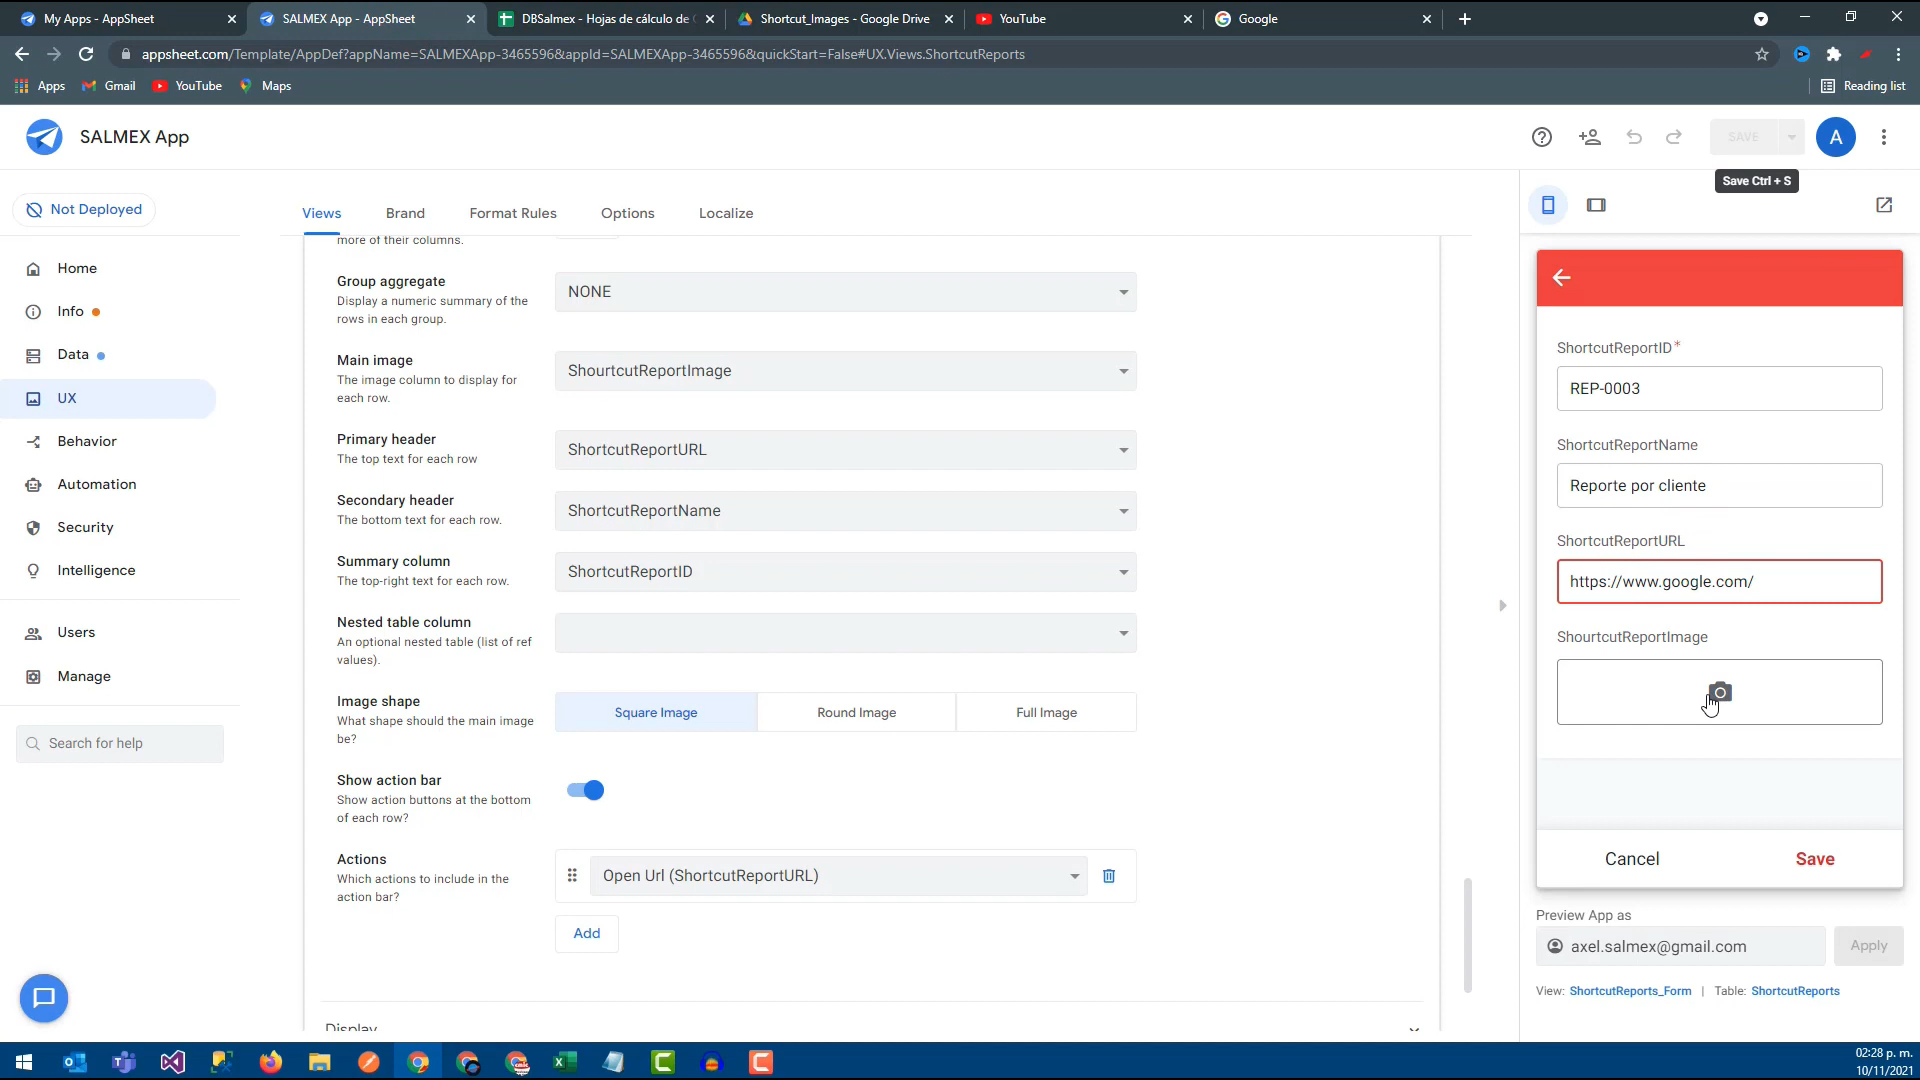 My Apps - AppSheet
SALMEX App - AppSheet
DBSalmex - Hojas de cálculo de
Shortcut_Images - Google Drive
YouTube
Google
appsheet.com/Template/AppDef?appName=SALMEXApp-3465596&appId=SALMEXApp-3465596&quickStart=False#UX.Views.ShortcutReports
Apps
Gmail
YouTube
Maps
Reading list
SALMEX App
SAVE
A
Save Ctrl + S
Not Deployed
Views
Brand
Format Rules
Options
Localize
Home
Info
Data
UX
Behavior
Automation
Security
Intelligence
Users
Manage
Search for help
more of their columns.
Group aggregate
Display a numeric summary of the
rows in each group.
NONE
Main image
The image column to display for
each row.
ShourtcutReportImage
Primary header
The top text for each row
ShortcutReportURL
Secondary header
The bottom text for each row.
ShortcutReportName
Summary column
The top-right text for each row.
ShortcutReportID
Nested table column
An optional nested table (list of ref
values).
Image shape
What shape should the main image
be?
Square Image
Round Image
Full Image
Show action bar
Show action buttons at the bottom
of each row?
Actions
Which actions to include in the
action bar?
Open Url (ShortcutReportURL)
Add
Display
ShortcutReportID*
REP-0003
ShortcutReportName
Reporte por cliente
ShortcutReportURL
https://www.google.com/
ShourtcutReportImage
Cancel
Save
Preview App as
axel.salmex@gmail.com
Apply
View: ShortcutReports_Form | Table: ShortcutReports
02:28 p. m.
10/11/2021